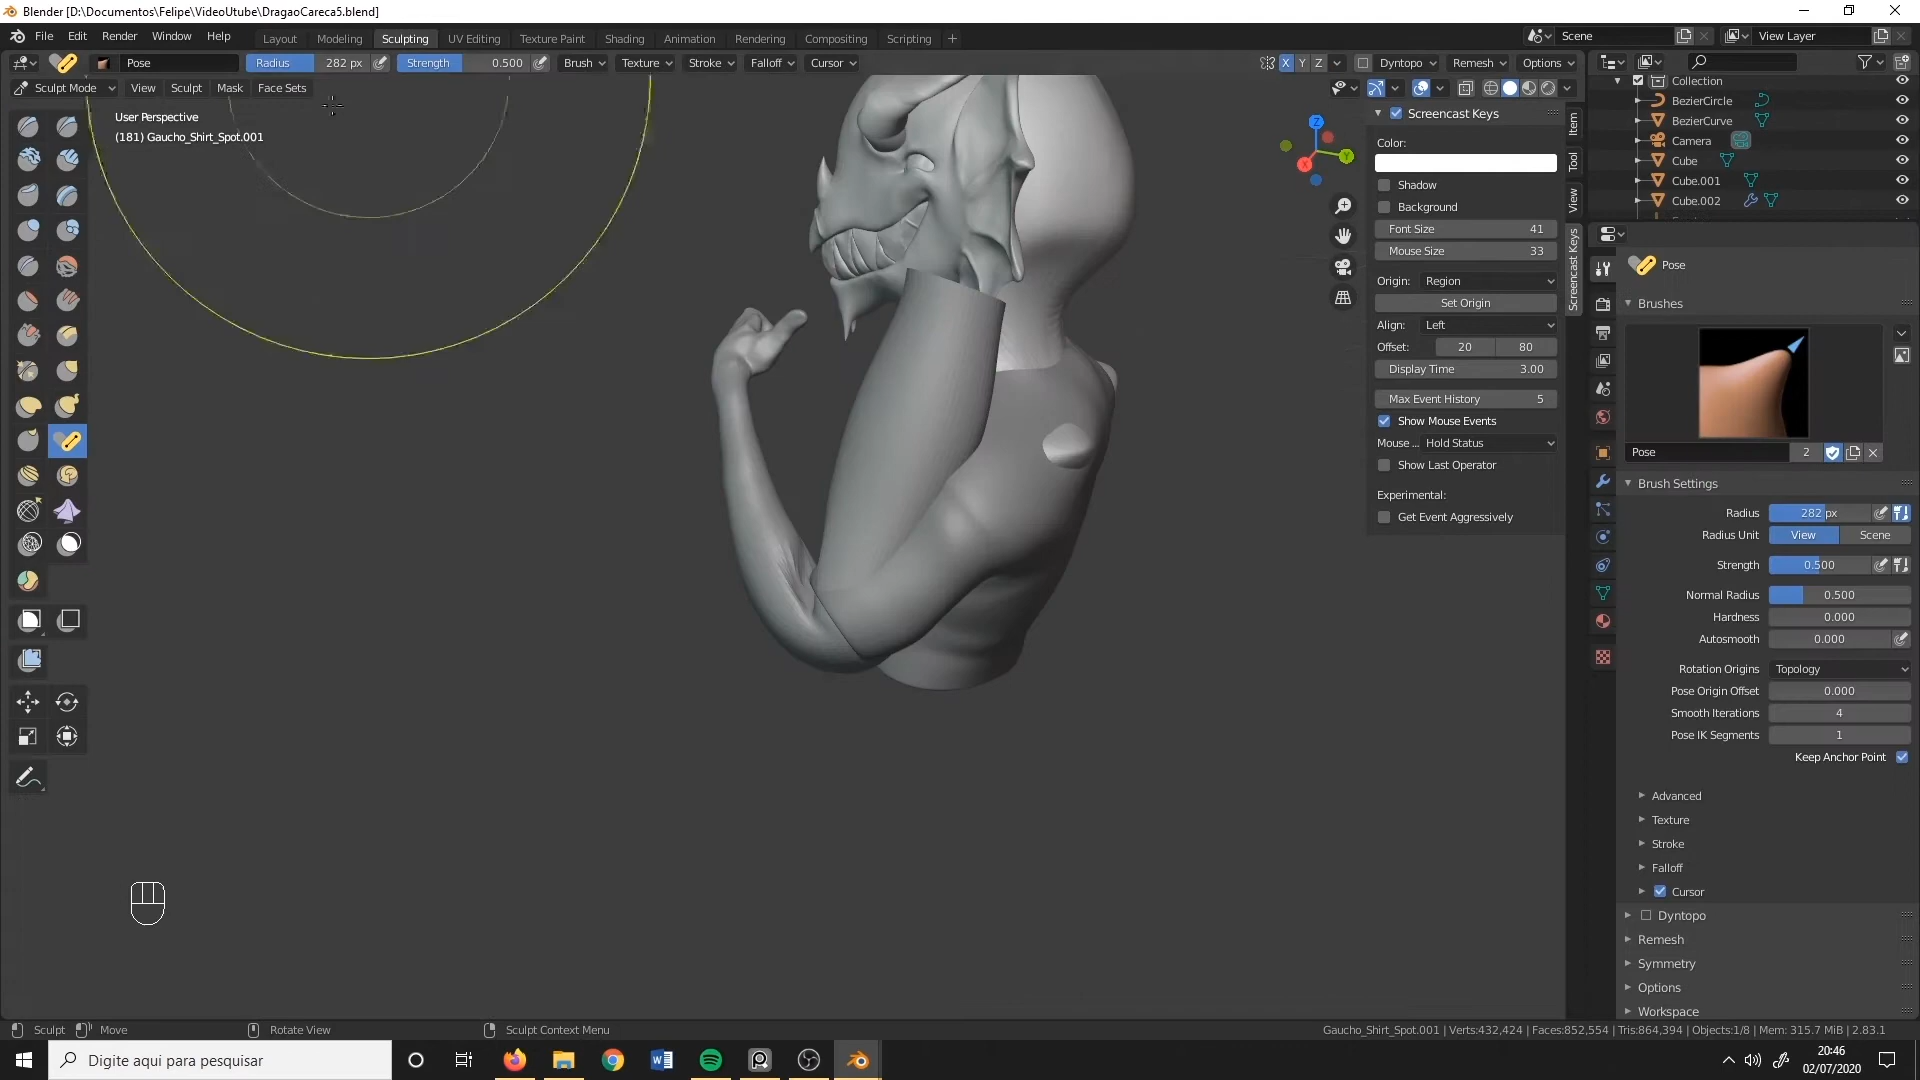 Blender [D:\Documentos\Felipe\VideoUtube\DragaoCareca5.blend]
File Edit Render Window Help
Layout Modeling Sculpting UV Editing Texture Paint Shading Animation Rendering Compositing Scripting
Scene
View Layer
Pose
Radius 282 px
Strength 0.500
Brush Texture Stroke Falloff Cursor
X Y Z
Dyntopo Remesh Options
Sculpt Mode View Sculpt Mask Face Sets
User Perspective
(181) Gaucho_Shirt_Spot.001
Z
X
Y
Screencast Keys
Color:
Shadow
Background
Font Size 41
Mouse Size 33
Origin: Region
Set Origin
Align: Left
Offset: 20 80
Display Time 3.00
Max Event History 5
Show Mouse Events
Mouse ... Hold Status
Show Last Operator
Experimental:
Get Event Aggressively
Item
Tool
View
Screencast Keys
Collection
BezierCircle
BezierCurve
Camera
Cube
Cube.001
Cube.002
Pose
Brushes
Pose 2
Brush Settings
Radius 282 px
Radius Unit View Scene
Strength 0.500
Normal Radius 0.500
Hardness 0.000
Autosmooth 0.000
Rotation Origins Topology
Pose Origin Offset 0.000
Smooth Iterations 4
Pose IK Segments 1
Keep Anchor Point
Advanced
Texture
Stroke
Falloff
Cursor
Dyntopo
Remesh
Symmetry
Options
Workspace
Sculpt Move Rotate View Sculpt Context Menu
Gaucho_Shirt_Spot.001 | Verts:432,424 | Faces:852,554 | Tris:864,394 | Objects:1/8 | Mem: 315.7 MiB | 2.83.1
Digite aqui para pesquisar
20:46
02/07/2020